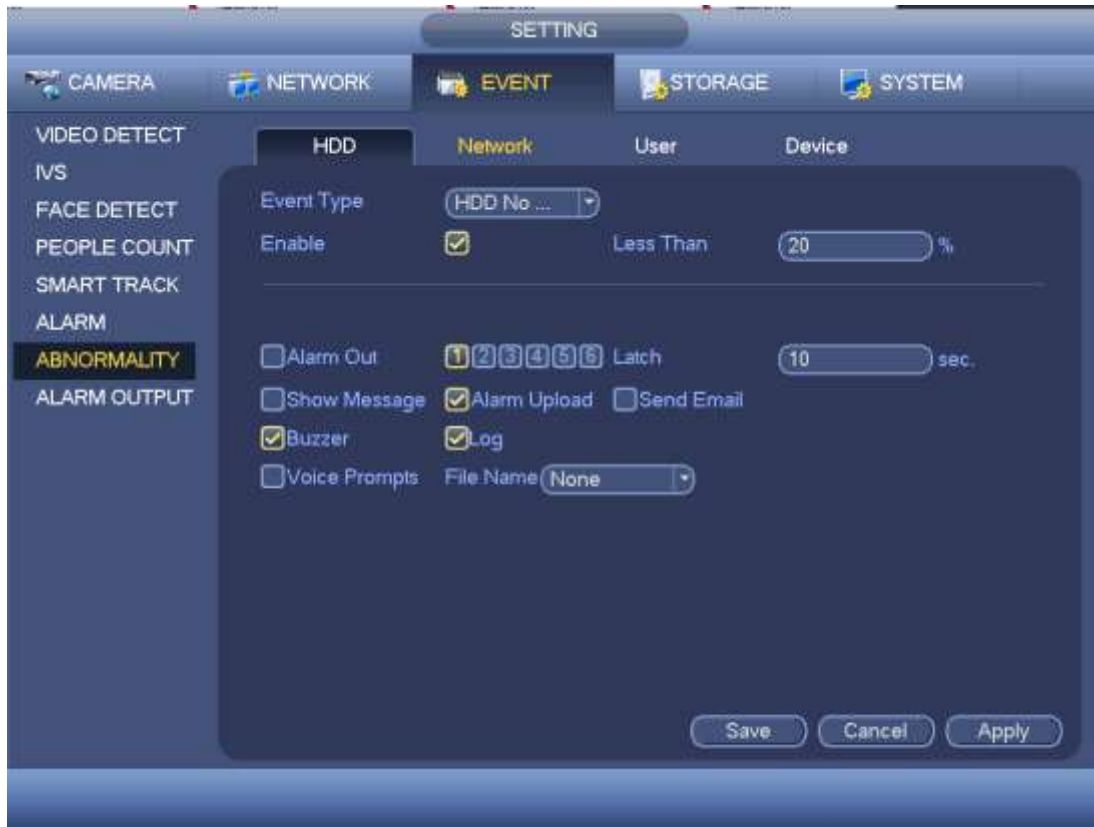 SETTING
CAMERA NETWORK EVENT STORAGE SYSTEM
VIDEO DETECT
IVS
FACE DETECT
PEOPLE COUNT
SMART TRACK
ALARM
ABNORMALITY
ALARM OUTPUT
HDD Network User Device
Event Type HDD No ...
Enable Less Than 20 %
Alarm Out 1 2 3 4 5 6 Latch 10 sec.
Show Message Alarm Upload Send Email
Buzzer Log
Voice Prompts File Name None
Save Cancel Apply